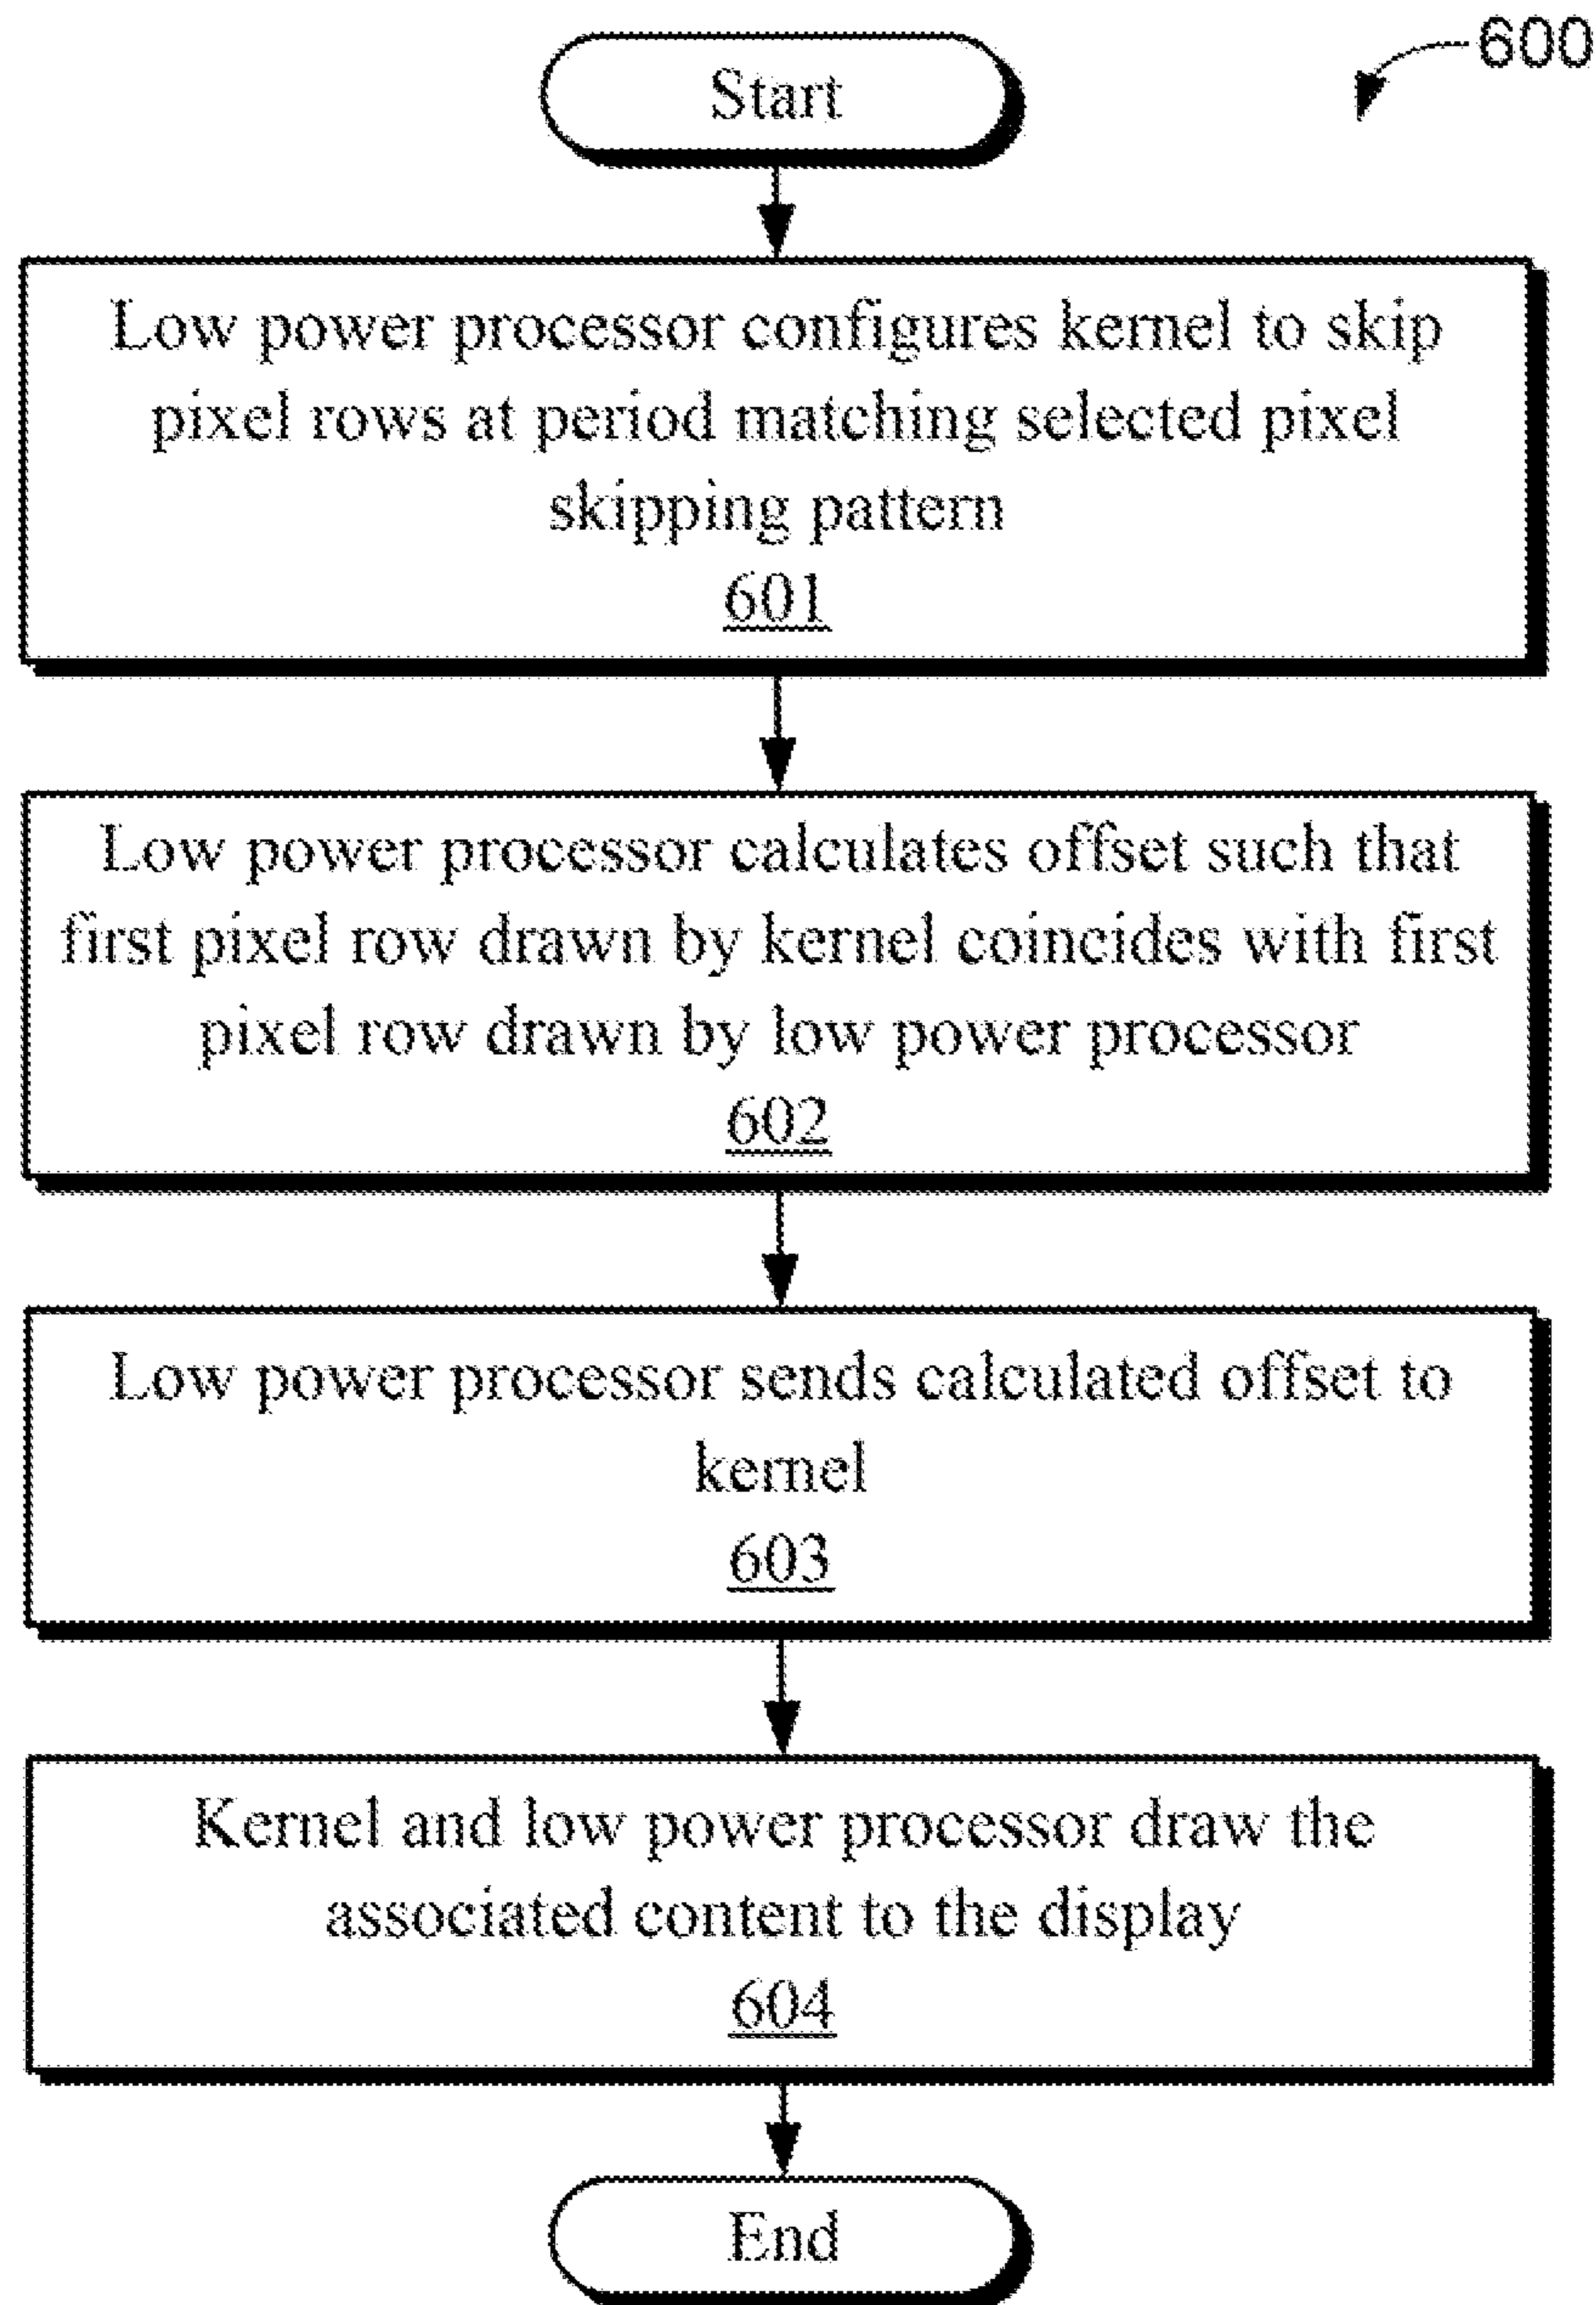 600
Start
Low power processor configures kernel to skip
pixel rows at period matching selected pixel
skipping pattern
601
Low power processor calculates offset such that
first pixel row drawn by kernel coincides with first
pixel row drawn by low power processor
602
Low power processor sends calculated offset to
kernel
603
Kernel and low power processor draw the
associated content to the display
604
End